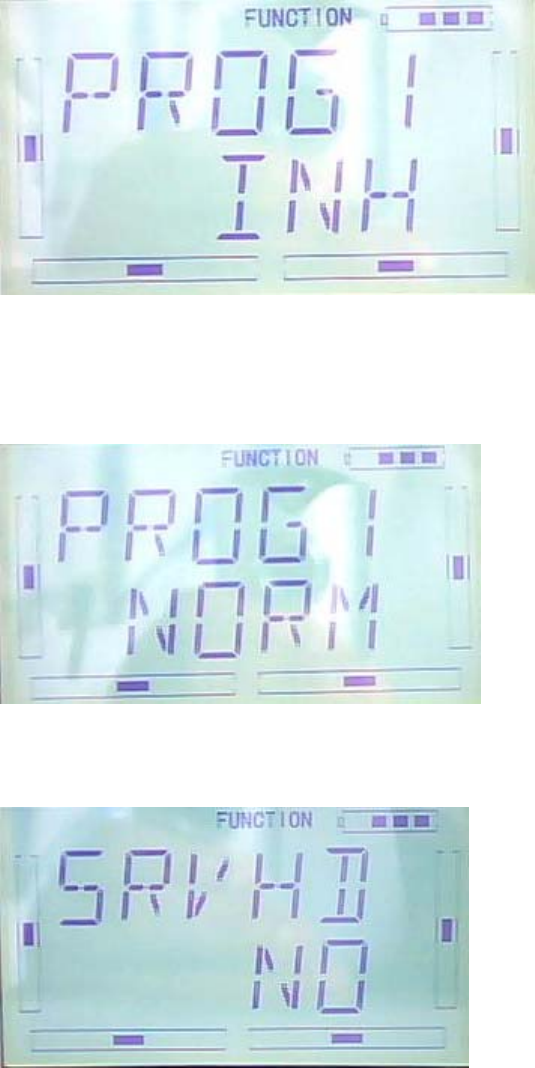 FUNCTION
PROG1
INH
FUNCTION
PROG1
NORM
FUNCTION
SRVHD
NO